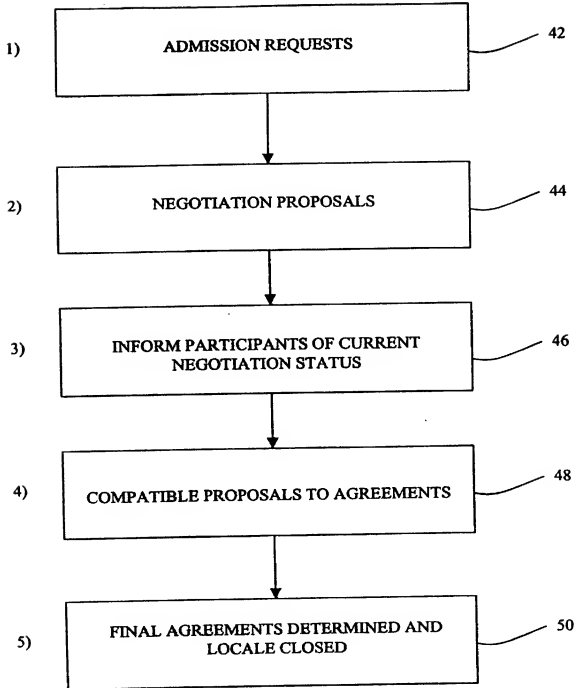 1)
ADMISSION REQUESTS
42
2)
NEGOTIATION PROPOSALS
44
3)
INFORM PARTICIPANTS OF CURRENT
NEGOTIATION STATUS
46
4)
COMPATIBLE PROPOSALS TO AGREEMENTS
48
5)
FINAL AGREEMENTS DETERMINED AND
LOCALE CLOSED
50